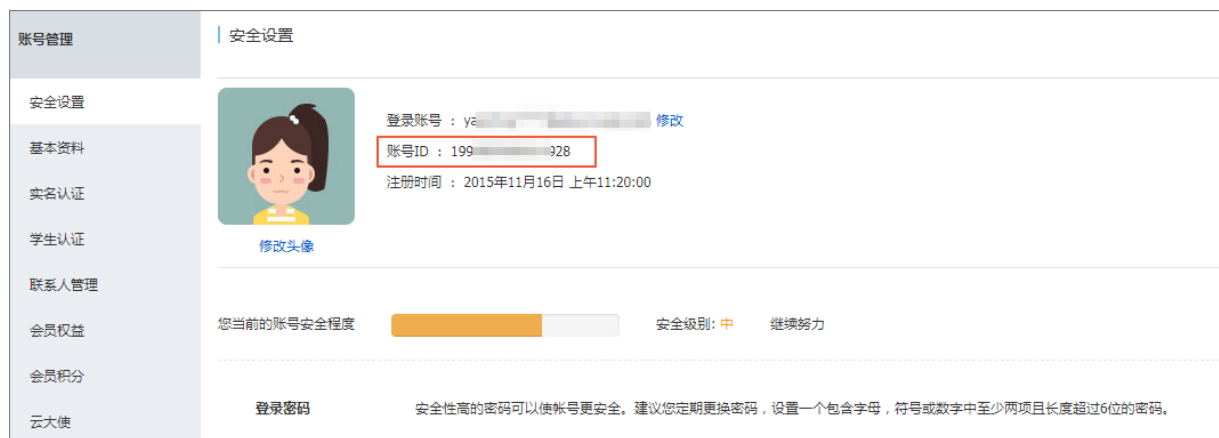 账号管理
安全设置
安全设置
基本资料
实名认证
学生认证
联系人管理
会员权益
会员积分
云大使
登录账号 : ya 修改
账号ID : 199 928
注册时间 : 2015年11月16日 上午11:20:00
修改头像
您当前的账号安全程度 安全级别: 中 继续努力
登录密码 安全性高的密码可以使帐号更安全。建议您定期更换密码，设置一个包含字母，符号或数字中至少两项且长度超过6位的密码。